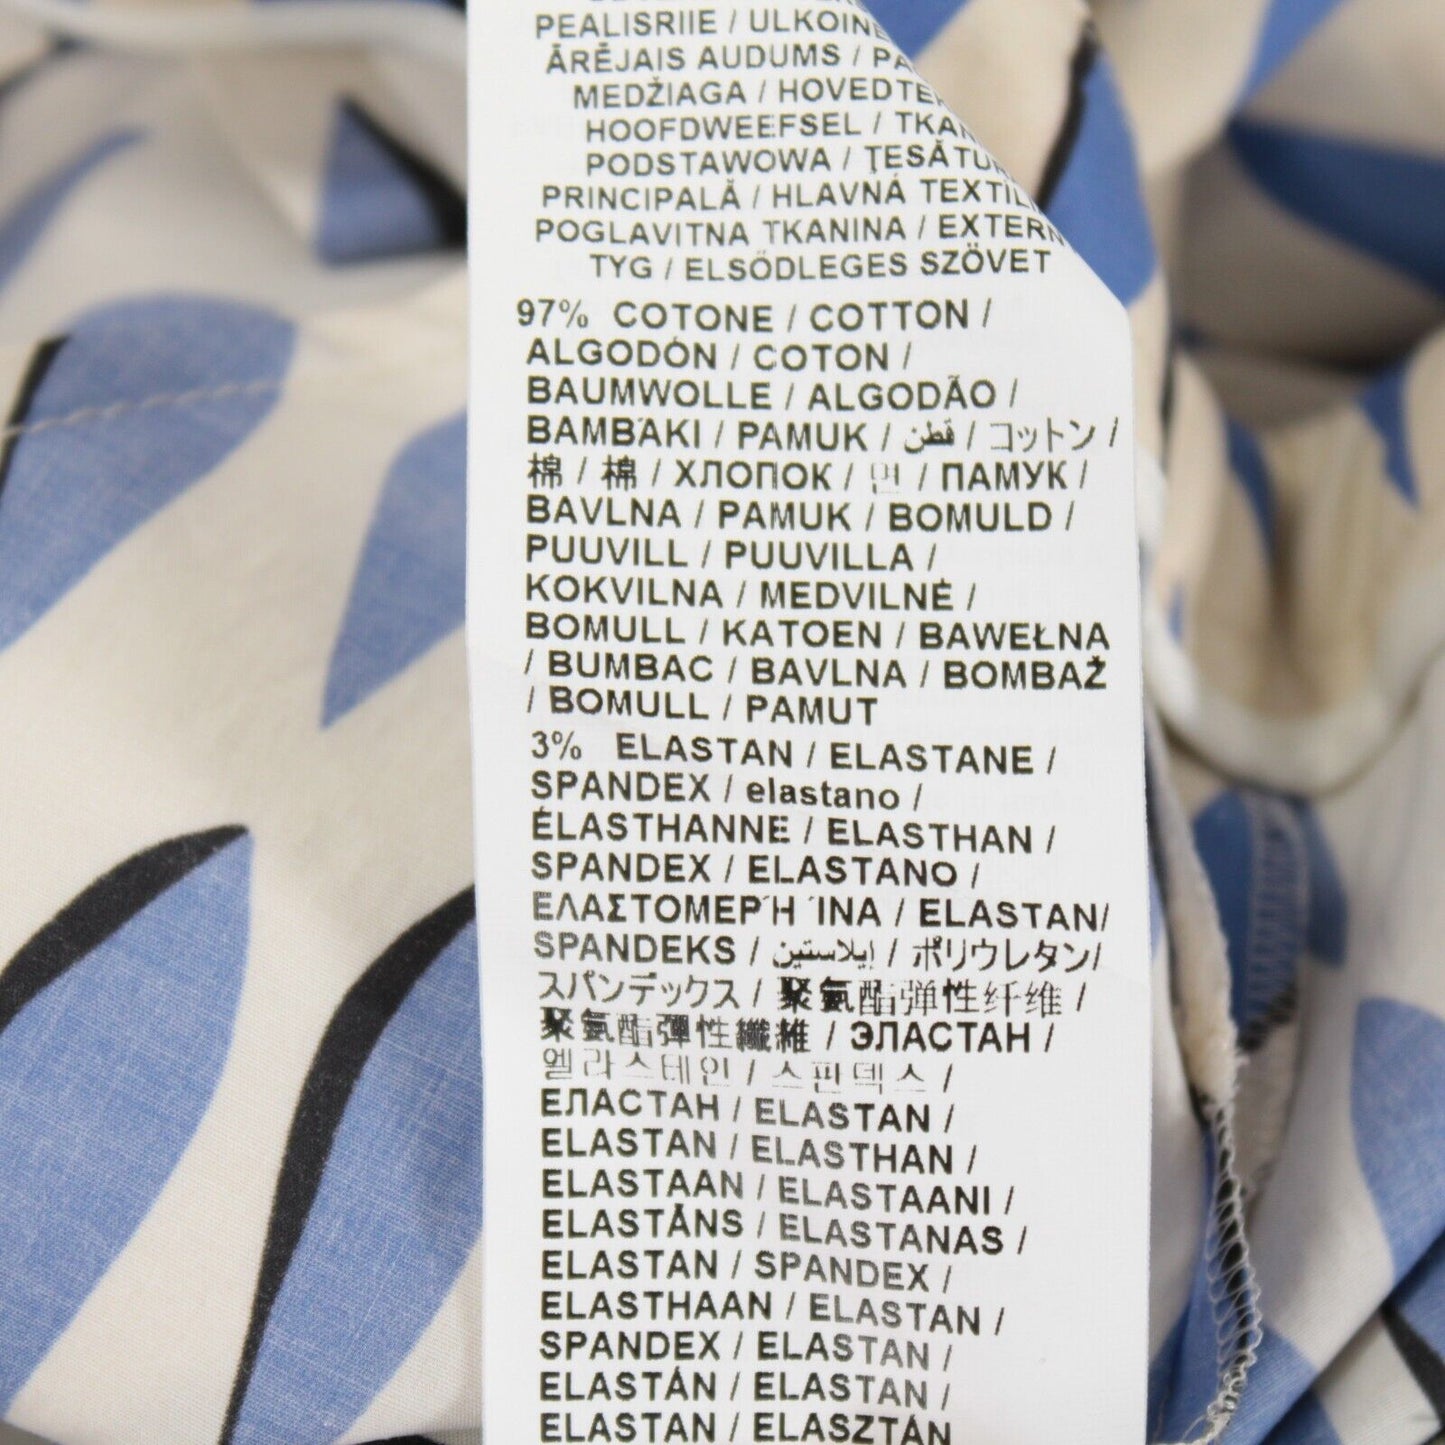 PEALISRIIE / ULKOINE
ĀRĒJAIS AUDUMS / PA
MEDŽIAGA / HOVEDTEK
HOOFDWEEFSEL / TKAN
PODSTAWOWA / ŢESĂTUR
PRINCIPALĂ / HLAVNÁ TEXTÍL
POGLAVITNA TKANINA / EXTERN
TYG / ELSŐDLEGES SZÖVET
97% COTONE / COTTON /
ALGODÓN / COTON /
BAUMWOLLE / ALGODÃO /
BAMBAKI / PAMUK / قطن / コットン /
棉 / 棉 / ХЛОПОК / 면 / ПАМУК /
BAVLNA / PAMUK / BOMULD /
PUUVILL / PUUVILLA /
KOKVILNA / MEDVILNĖ /
BOMULL / KATOEN / BAWEŁNA
/ BUMBAC / BAVLNA / BOMBAŽ
/ BOMULL / PAMUT
3% ELASTAN / ELASTANE /
SPANDEX / elastano /
ÉLASTHANNE / ELASTHAN /
SPANDEX / ELASTANO /
ΕΛΑΣΤΟΜΕΡΉ ΊΝΑ / ELASTAN/
SPANDEKS / إيلاستين / ポリウレタン/
スパンデックス / 聚氨酯弹性纤维 /
聚氨酯彈性纖維 / ЭЛАСТАН /
엘라스테인 / 스판덱스 /
ЕЛАСТАН / ELASTAN /
ELASTAN / ELASTHAN /
ELASTAAN / ELASTAANI /
ELASTĀNS / ELASTANAS /
ELASTAN / SPANDEX /
ELASTHAAN / ELASTAN /
SPANDEX / ELASTAN /
ELASTÁN / ELASTAN /
ELASTAN / ELASZTÁN